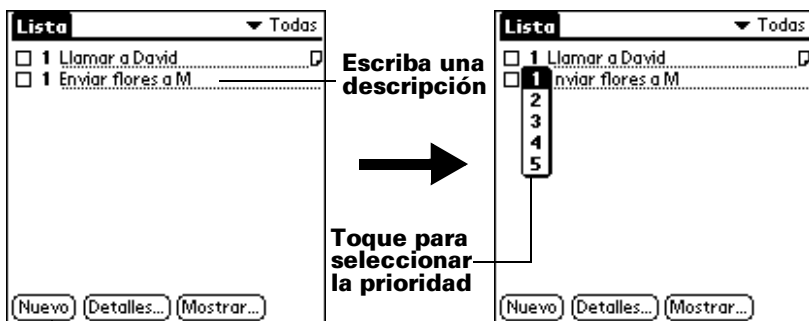 Lista
Todas
1 Llamar a David
1 Enviar flores a M
Nuevo Detalles... Mostrar...
Escriba una
descripción
Toque para
seleccionar
la prioridad
Lista
Todas
1 Llamar a David
1 nviar flores a M
2
3
4
5
Nuevo Detalles... Mostrar...